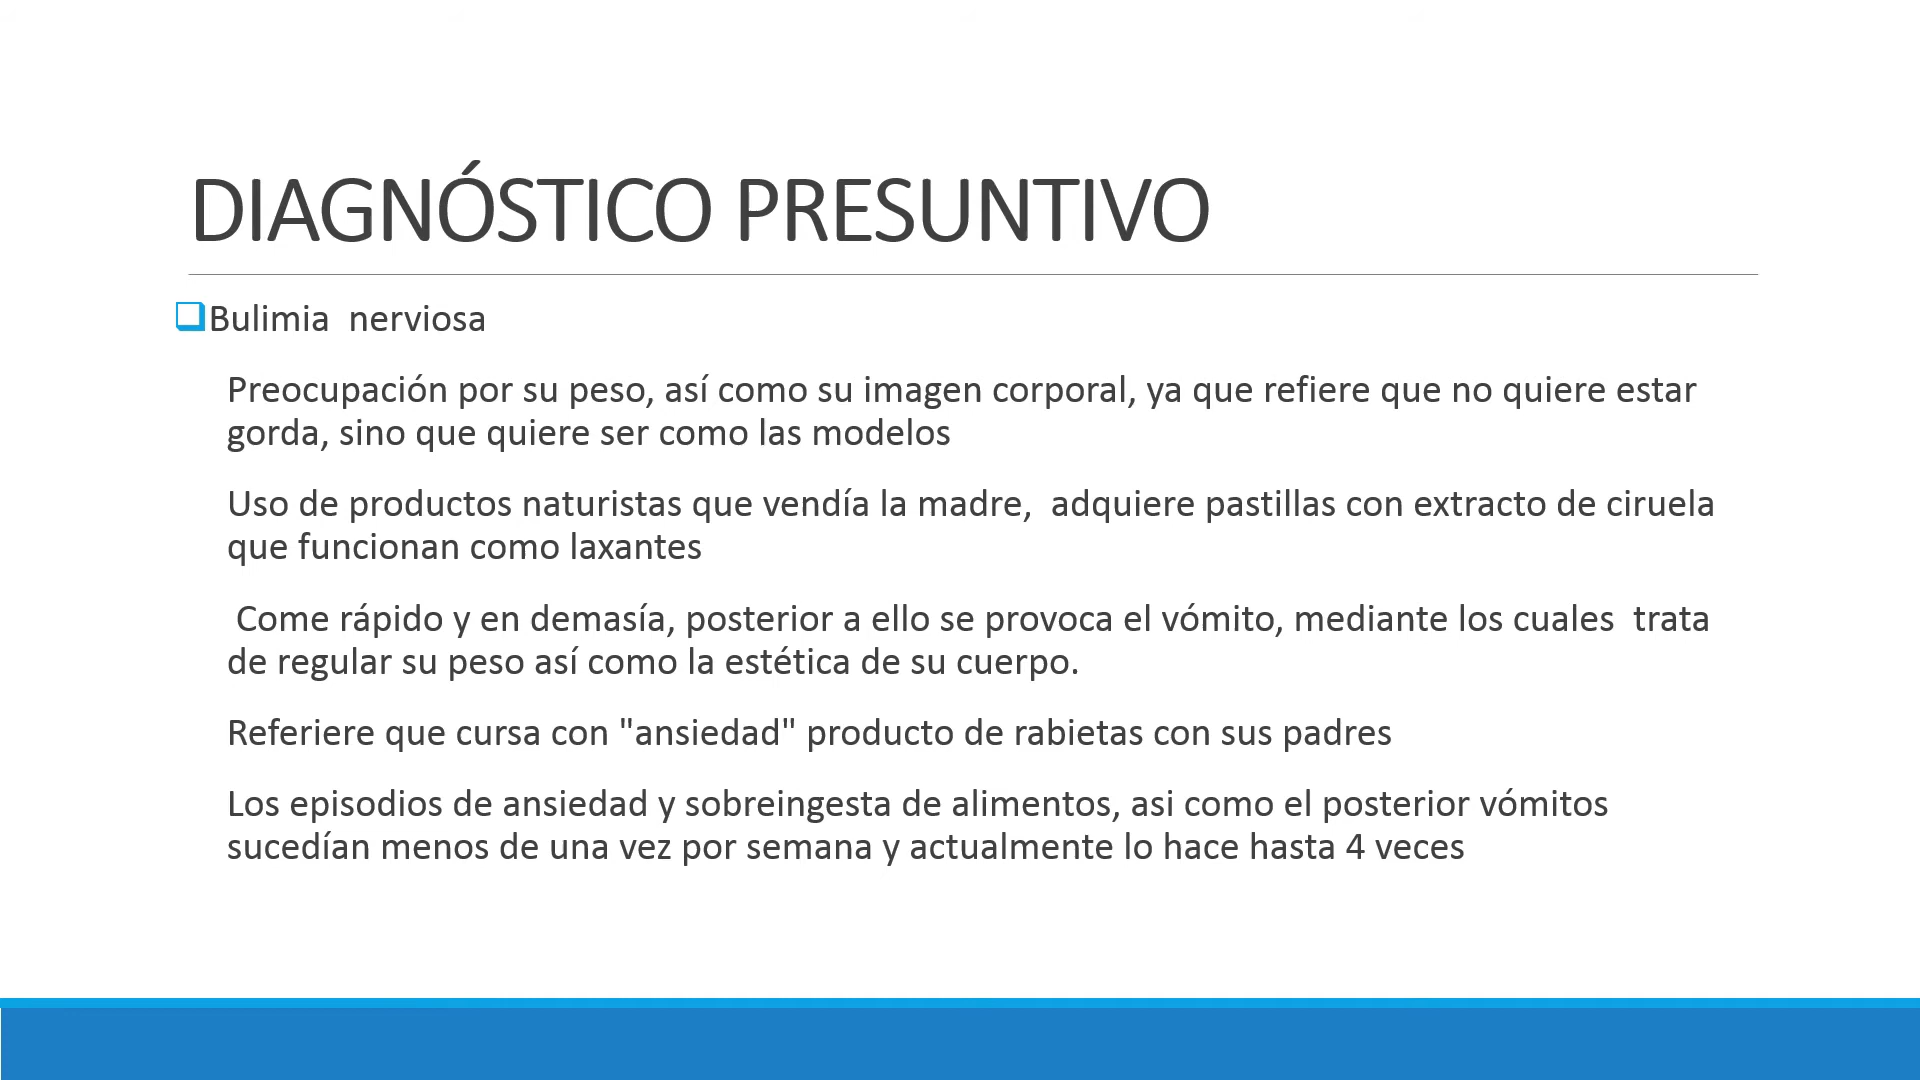 DIAGNÓSTICO PRESUNTIVO
Bulimia  nerviosa
Preocupación por su peso, así como su imagen corporal, ya que refiere que no quiere estar
gorda, sino que quiere ser como las modelos
Uso de productos naturistas que vendía la madre,  adquiere pastillas con extracto de ciruela
que funcionan como laxantes
Come rápido y en demasía, posterior a ello se provoca el vómito, mediante los cuales  trata
de regular su peso así como la estética de su cuerpo.
Referiere que cursa con "ansiedad" producto de rabietas con sus padres
Los episodios de ansiedad y sobreingesta de alimentos, asi como el posterior vómitos
sucedían menos de una vez por semana y actualmente lo hace hasta 4 veces